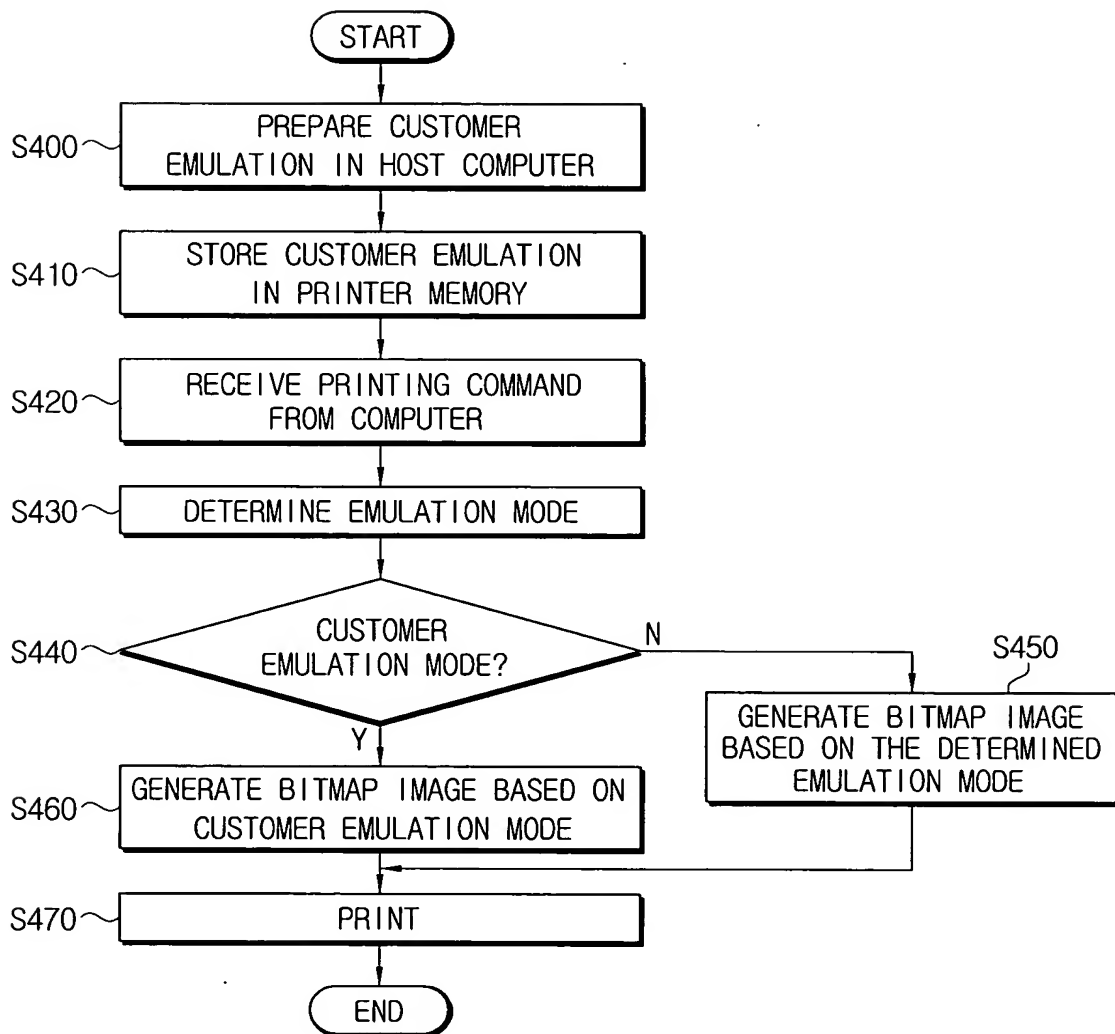 START
S400
PREPARE CUSTOMER
EMULATION IN HOST COMPUTER
S410
STORE CUSTOMER EMULATION
IN PRINTER MEMORY
S420
RECEIVE PRINTING COMMAND
FROM COMPUTER
S430
DETERMINE EMULATION MODE
S440
CUSTOMER
EMULATION MODE?
N
Y
S450
GENERATE BITMAP IMAGE
BASED ON THE DETERMINED
EMULATION MODE
S460
GENERATE BITMAP IMAGE BASED ON
CUSTOMER EMULATION MODE
S470
PRINT
END